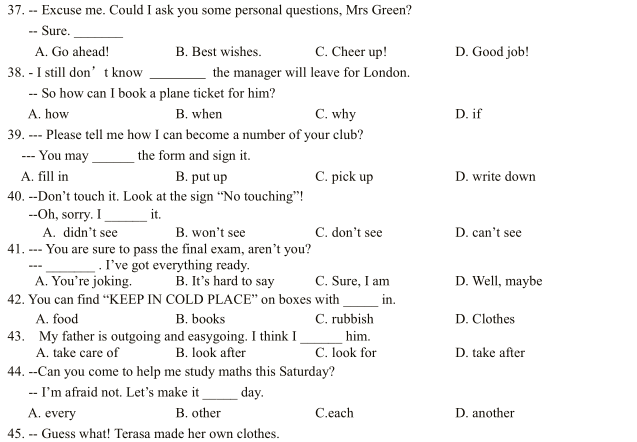 37. -- Excuse me. Could I ask you some personal questions, Mrs Green?
-- Sure. _______
A. Go ahead! B. Best wishes. C. Cheer up! D. Good job!
38. - I still don’t know ________ the manager will leave for London.
-- So how can I book a plane ticket for him?
A. how B. when C. why D. if
39. --- Please tell me how I can become a number of your club?
--- You may ______ the form and sign it.
A. fill in B. put up C. pick up D. write down
40. --Don’t touch it. Look at the sign “No touching”!
--Oh, sorry. I ______ it.
A. didn’t see B. won’t see C. don’t see D. can’t see
41. --- You are sure to pass the final exam, aren’t you?
--- _______ . I’ve got everything ready.
A. You’re joking. B. It’s hard to say C. Sure, I am D. Well, maybe
42. You can find “KEEP IN COLD PLACE” on boxes with _____ in.
A. food B. books C. rubbish D. Clothes
43. My father is outgoing and easygoing. I think I ______ him.
A. take care of B. look after C. look for D. take after
44. --Can you come to help me study maths this Saturday?
-- I’m afraid not. Let’s make it _____ day.
A. every B. other C.each D. another
45. -- Guess what! Terasa made her own clothes.